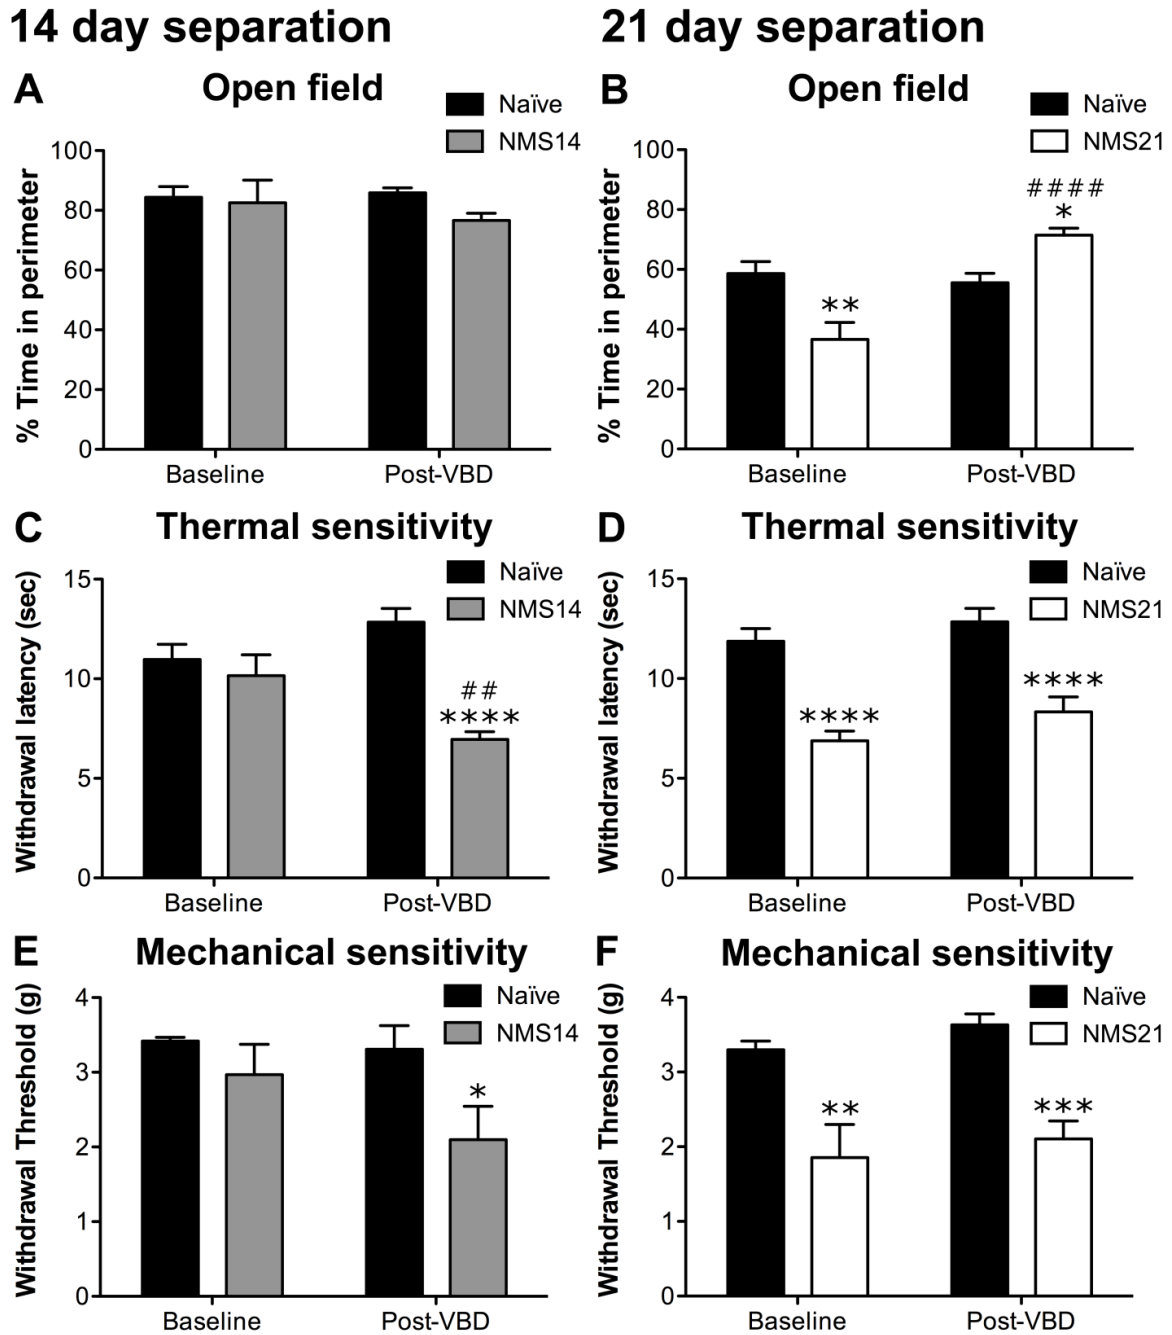 14 day separation
21 day separation
A
Open field
Naïve
NMS14
% Time in perimeter
100
80
60
40
20
0
Baseline
Post-VBD
B
Open field
Naïve
NMS21
% Time in perimeter
100
80
60
40
20
0
**
####
*
Baseline
Post-VBD
C
Thermal sensitivity
Naïve
NMS14
Withdrawal latency (sec)
15
10
5
0
##
****
Baseline
Post-VBD
D
Thermal sensitivity
Naïve
NMS21
Withdrawal latency (sec)
15
10
5
0
****
****
Baseline
Post-VBD
E
Mechanical sensitivity
Naïve
NMS14
Withdrawal Threshold (g)
4
3
2
1
0
*
Baseline
Post-VBD
F
Mechanical sensitivity
Naïve
NMS21
Withdrawal Threshold (g)
4
3
2
1
0
**
***
Baseline
Post-VBD